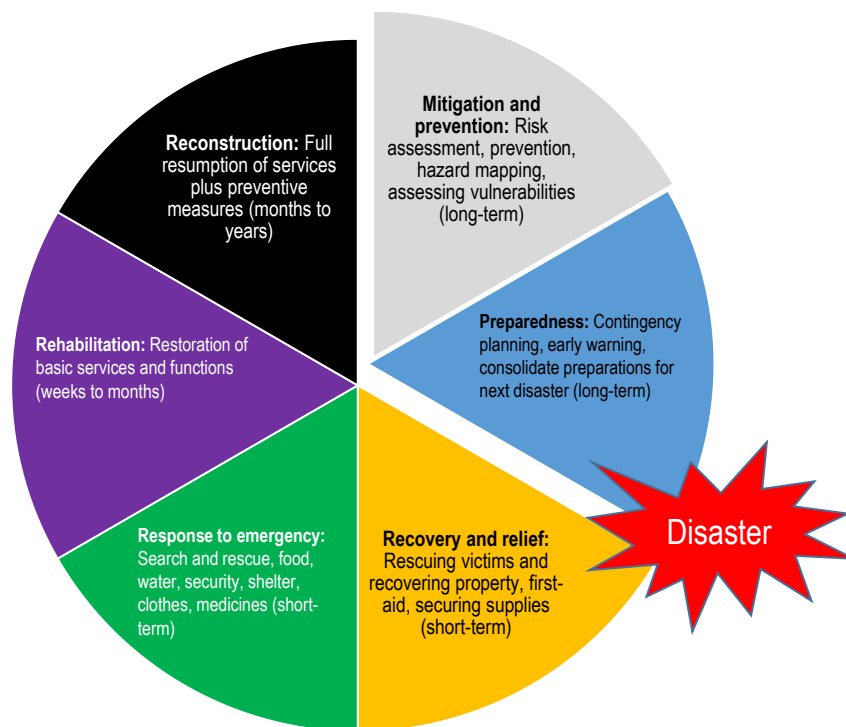 Mitigation and
prevention: Risk
assessment, prevention,
hazard mapping,
assessing vulnerabilities
(long-term)
Preparedness: Contingency
planning, early warning,
consolidate preparations for
next disaster (long-term)
Disaster
Recovery and relief:
Rescuing victims and
recovering property, first-
aid, securing supplies
(short-term)
Response to emergency:
Search and rescue, food,
water, security, shelter,
clothes, medicines (short-
term)
Rehabilitation: Restoration of
basic services and functions
(weeks to months)
Reconstruction: Full
resumption of services
plus preventive
measures (months to
years)